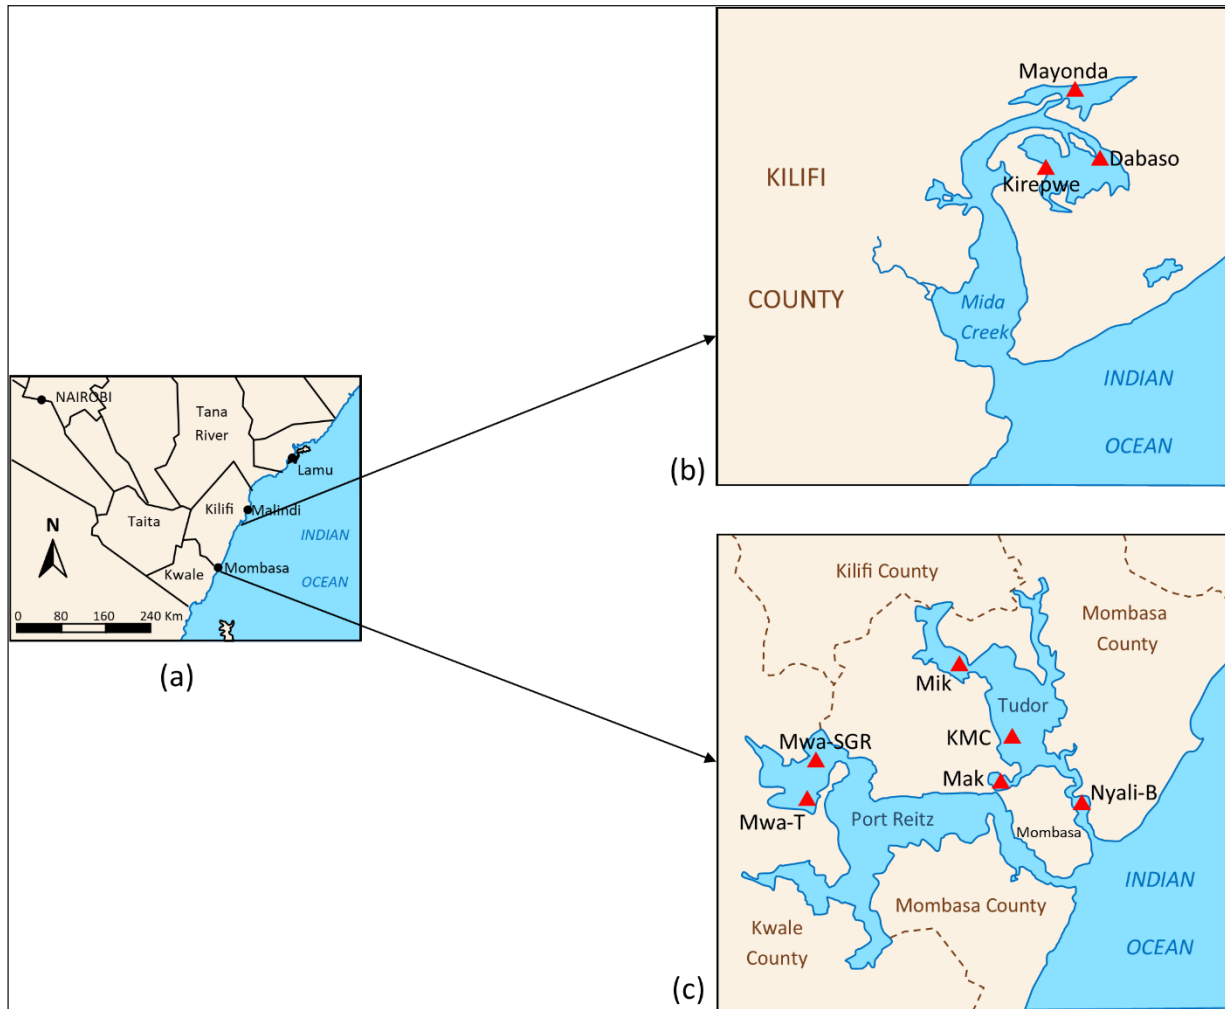 NAIROBI
Tana
River
Lamu
Kilifi
Malindi
Taita
N
INDIAN
Kwale
Mombasa
OCEAN
0 80 160 240 Km
(a)
Mayonda
Dabaso
Kirepwe
KILIFI
COUNTY
Mida
Creek
INDIAN
OCEAN
(b)
Kilifi County
Mombasa
County
Mik
Tudor
KMC
Mwa-SGR
Mak
Nyali-B
Mwa-T
Port Reitz
Mombasa
INDIAN
Mombasa County
Kwale
County
OCEAN
(c)